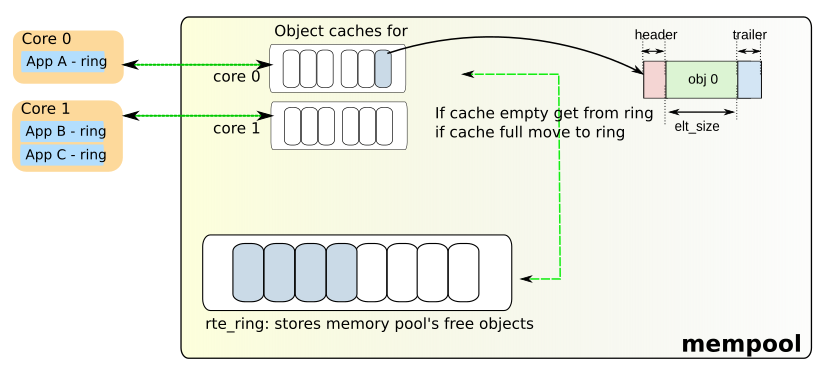 Core 0
App A - ring
Core 1
App B - ring
App C - ring
Object caches for
core 0
core 1
header
trailer
obj 0
elt_size
If cache empty get from ring
if cache full move to ring
rte_ring: stores memory pool's free objects
mempool